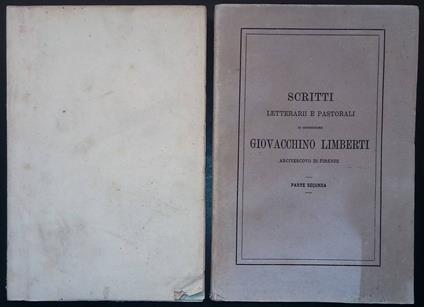 SCRITTI
LETTERARII E PASTORALI
DI MONSIGNORE
GIOVACCHINO LIMBERTI
ARCIVESCOVO DI FIRENZE
PARTE SECONDA